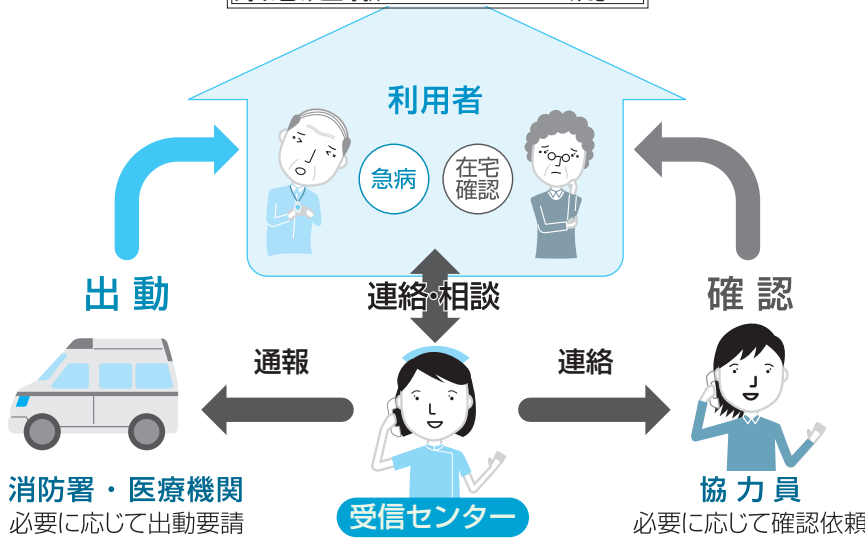 利用者
急病
在宅
確認
出動
連絡・相談
確認
通報
連絡
消防署・医療機関
必要に応じて出動要請
受信センター
協力員
必要に応じて確認依頼